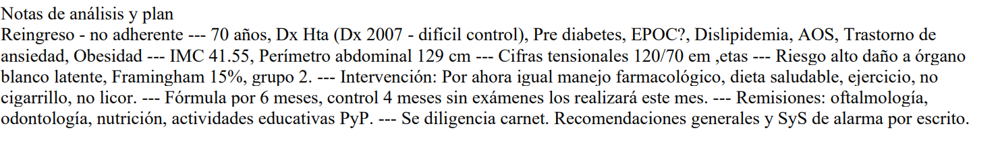 Notas de análisis y plan
Reingreso - no adherente --- 70 años, Dx Hta (Dx 2007 - difícil control), Pre diabetes, EPOC?, Dislipidemia, AOS, Trastorno de
ansiedad, Obesidad --- IMC 41.55, Perímetro abdominal 129 cm --- Cifras tensionales 120/70 em ,etas --- Riesgo alto daño a órgano
blanco latente, Framingham 15%, grupo 2. --- Intervención: Por ahora igual manejo farmacológico, dieta saludable, ejercicio, no
cigarrillo, no licor. --- Fórmula por 6 meses, control 4 meses sin exámenes los realizará este mes. --- Remisiones: oftalmología,
odontología, nutrición, actividades educativas PyP. --- Se diligencia carnet. Recomendaciones generales y SyS de alarma por escrito.